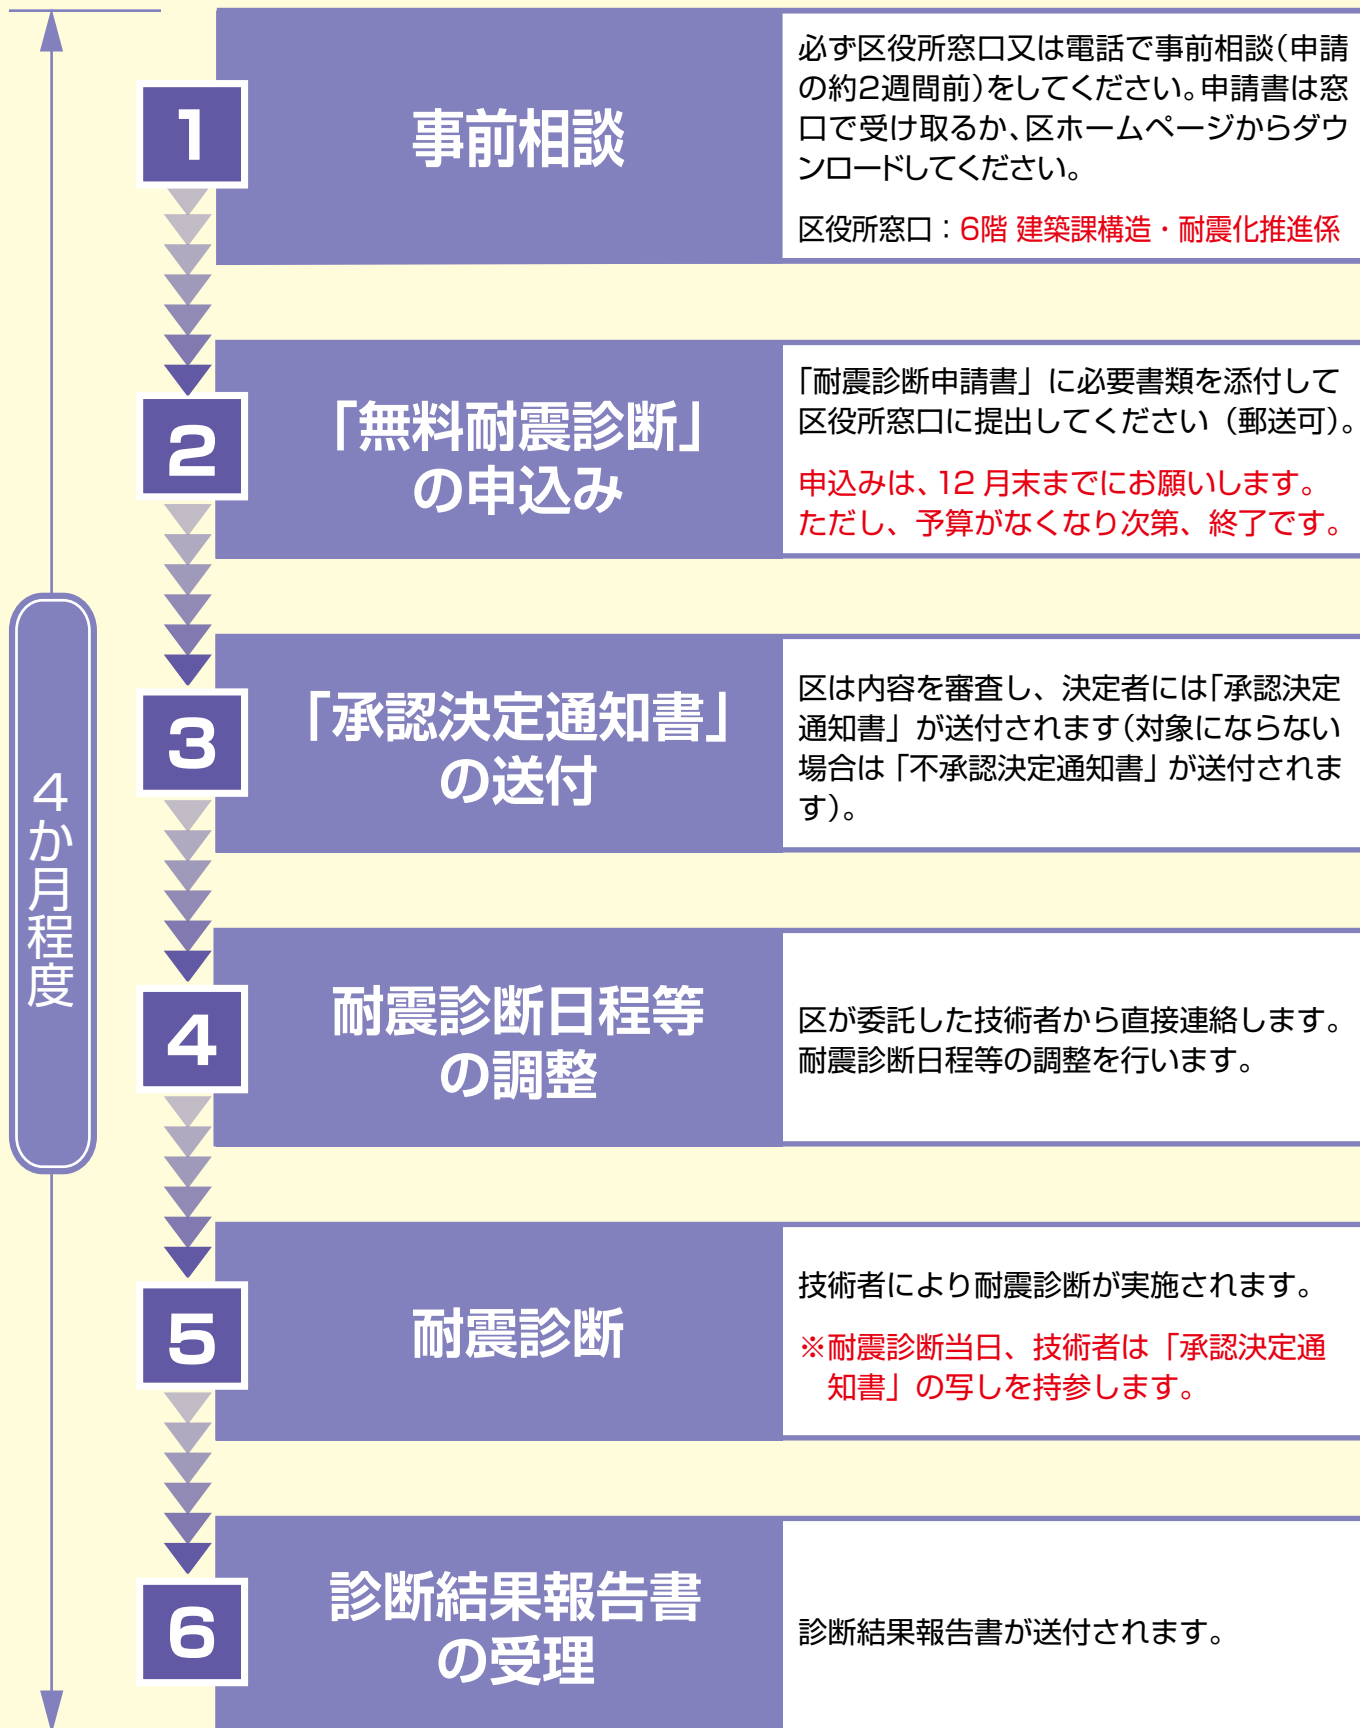 4か月程度
1
事前相談
必ず区役所窓口又は電話で事前相談(申請
の約2週間前)をしてください。申請書は窓
口で受け取るか、区ホームページからダウ
ンロードしてください。
区役所窓口：6階 建築課構造・耐震化推進係
2
「無料耐震診断」
の申込み
「耐震診断申請書」に必要書類を添付して
区役所窓口に提出してください（郵送可）。
申込みは、12月末までにお願いします。
ただし、予算がなくなり次第、終了です。
3
「承認決定通知書」
の送付
区は内容を審査し、決定者には「承認決定
通知書」が送付されます(対象にならない
場合は「不承認決定通知書」が送付されま
す)。
4
耐震診断日程等
の調整
区が委託した技術者から直接連絡します。
耐震診断日程等の調整を行います。
5
耐震診断
技術者により耐震診断が実施されます。
※耐震診断当日、技術者は「承認決定通
知書」の写しを持参します。
6
診断結果報告書
の受理
診断結果報告書が送付されます。